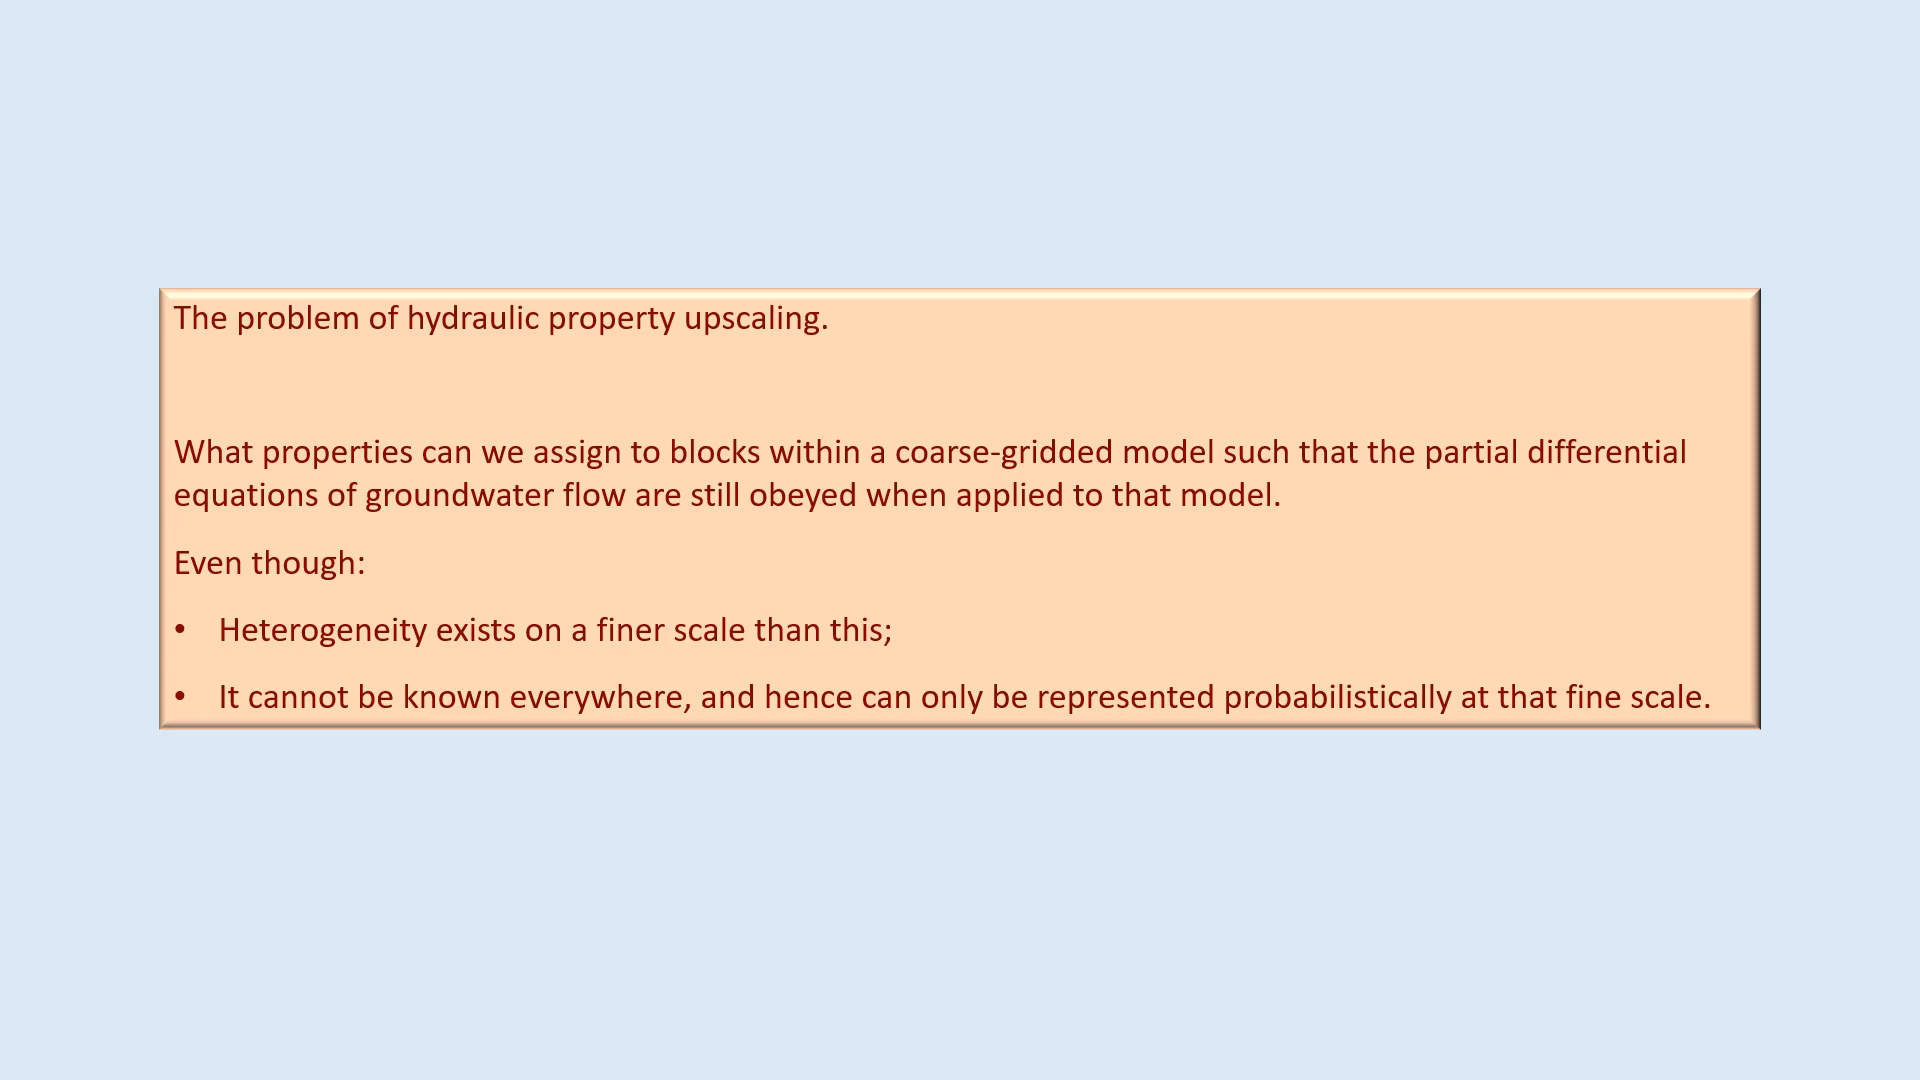 The problem of hydraulic property upscaling.
What properties can we assign to blocks within a coarse-gridded model such that the partial differential
equations of groundwater flow are still obeyed when applied to that model.
Even though:
• Heterogeneity exists on a finer scale than this;
• It cannot be known everywhere, and hence can only be represented probabilistically at that fine scale.